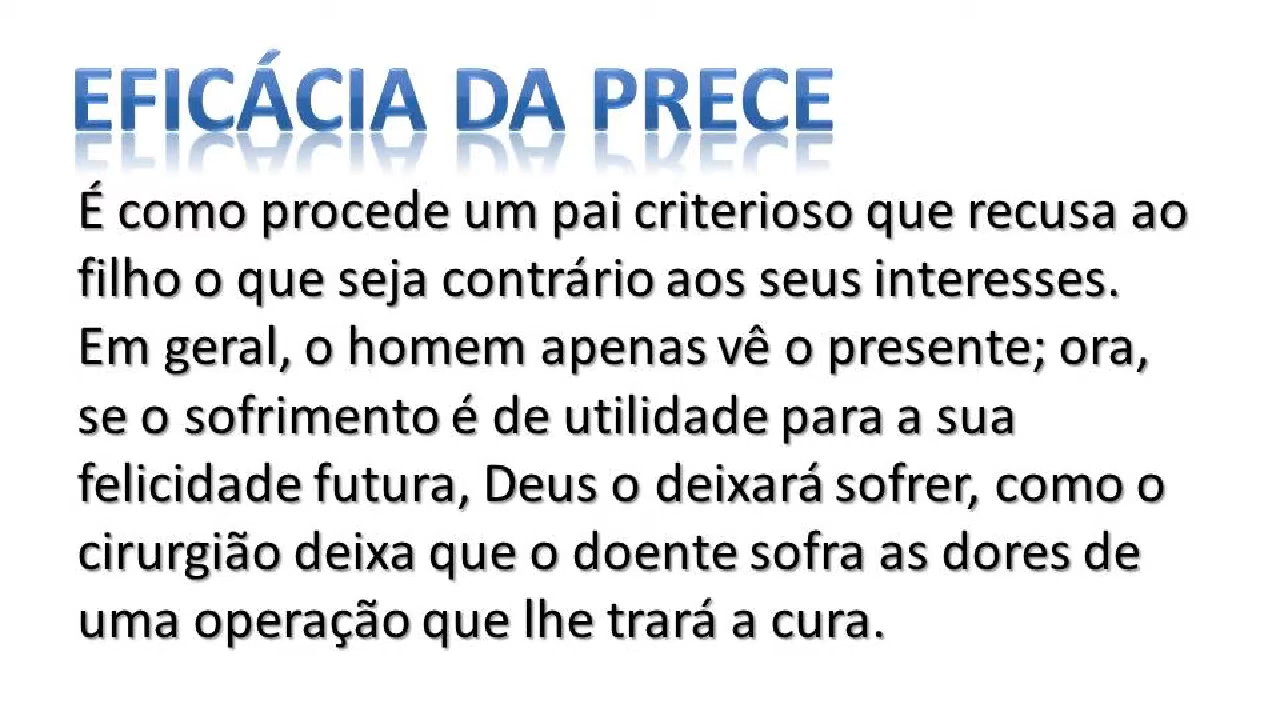 EFICÁCIA DA PRECE
É como procede um pai criterioso que recusa ao
filho o que seja contrário aos seus interesses.
Em geral, o homem apenas vê o presente; ora,
se o sofrimento é de utilidade para a sua
felicidade futura, Deus o deixará sofrer, como o
cirurgião deixa que o doente sofra as dores de
uma operação que lhe trará a cura.